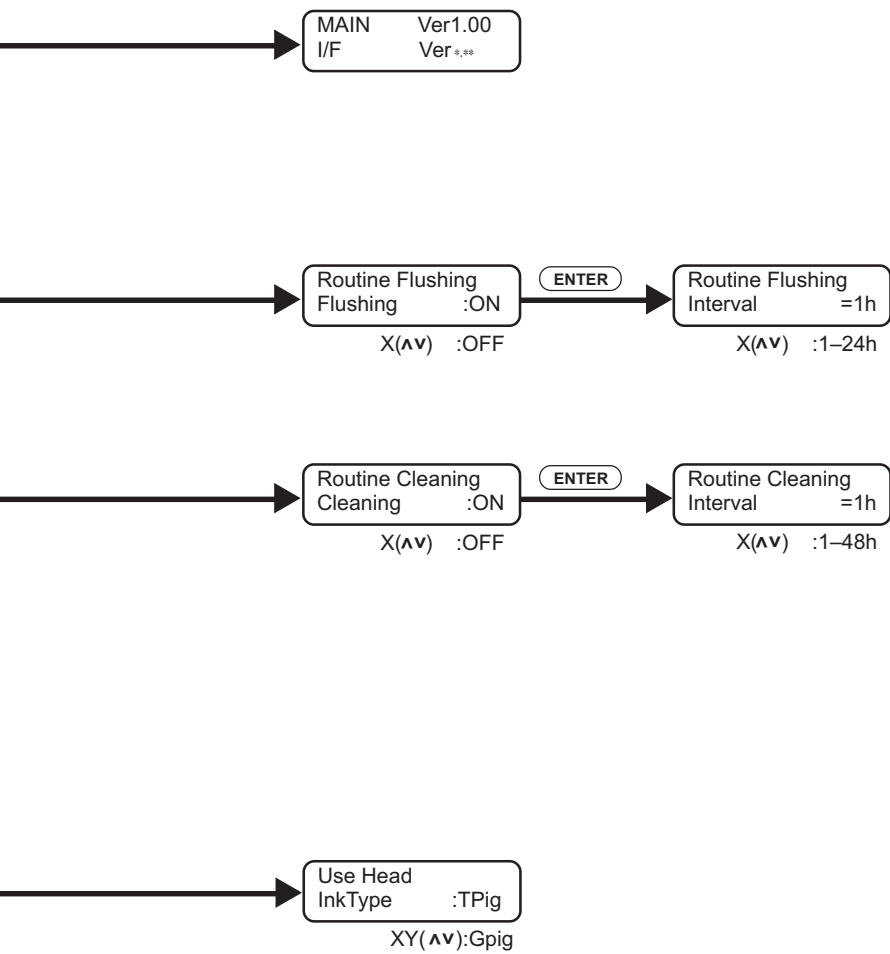 MAIN Ver1.00
I/F Ver*.**
Routine Flushing
Flushing :ON
X(∧∨) :OFF
ENTER
Routine Flushing
Interval =1h
X(∧∨) :1–24h
Routine Cleaning
Cleaning :ON
X(∧∨) :OFF
ENTER
Routine Cleaning
Interval =1h
X(∧∨) :1–48h
Use Head
InkType :TPig
XY(∧∨):Gpig